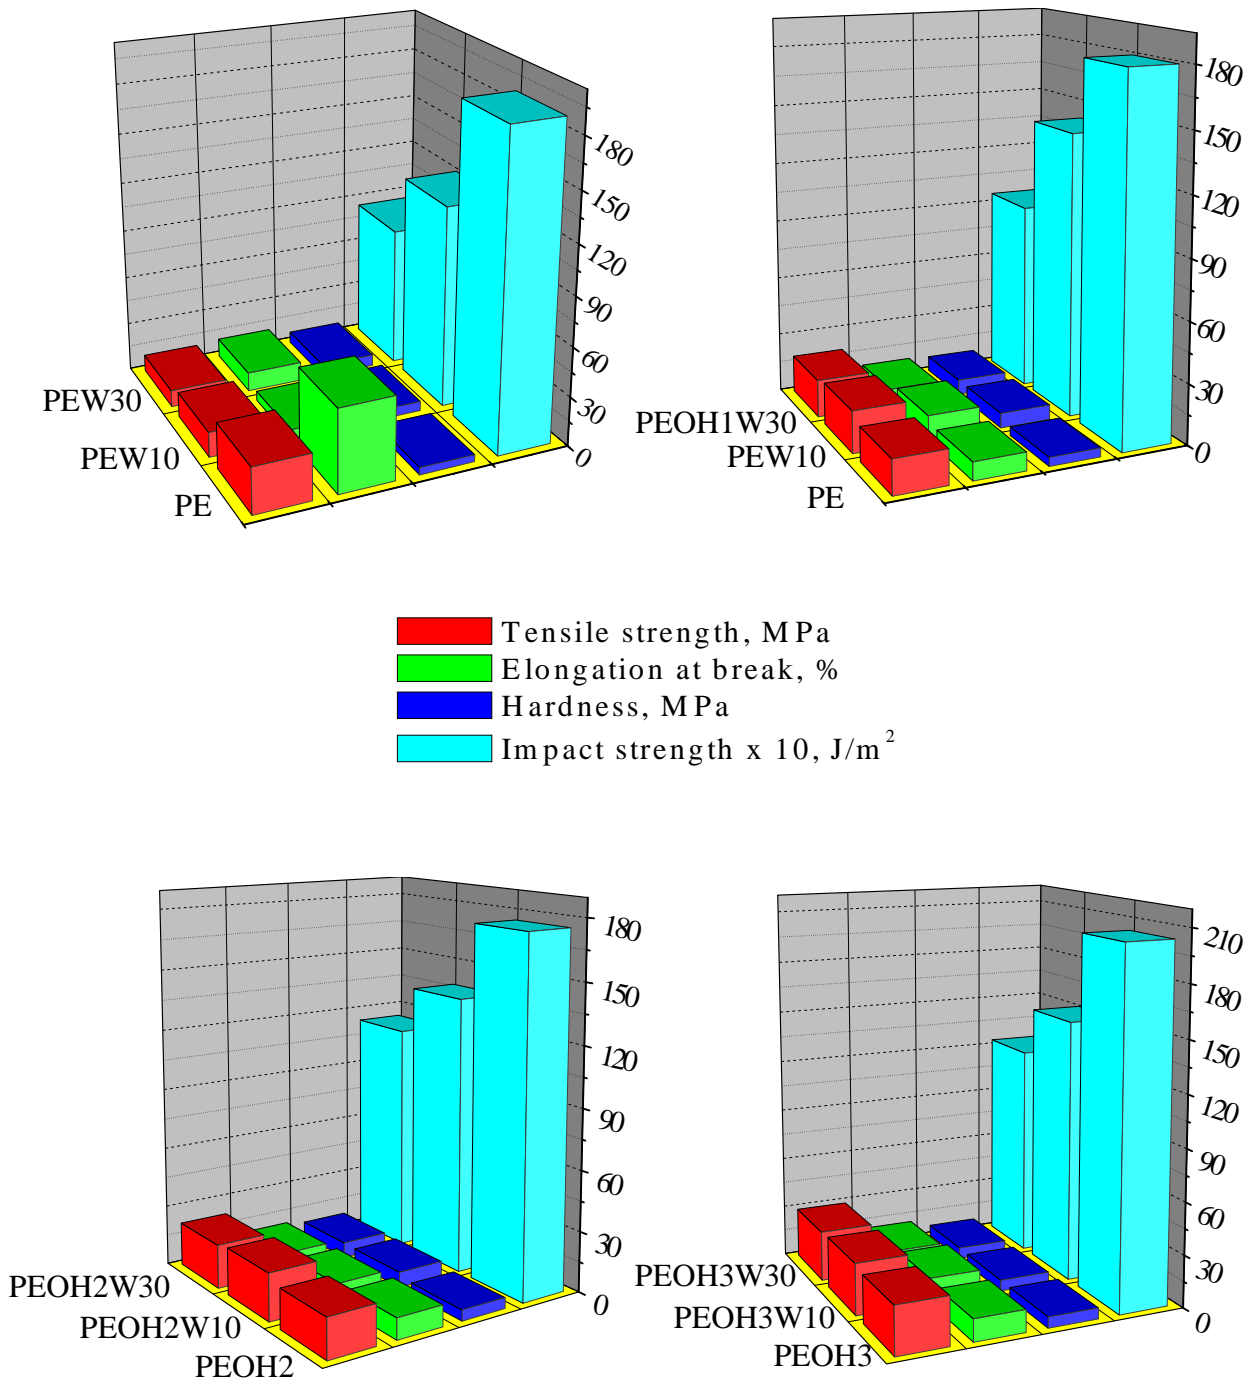 180
150
120
90
60
30
0
PEW30
PEW10
PE
180
150
120
90
60
30
0
PEOH1W30
PEW10
PE
Tensile strength, MPa
Elongation at break, %
Hardness, MPa
Impact strength x 10, J/m²
180
150
120
90
60
30
0
PEOH2W30
PEOH2W10
PEOH2
210
180
150
120
90
60
30
0
PEOH3W30
PEOH3W10
PEOH3